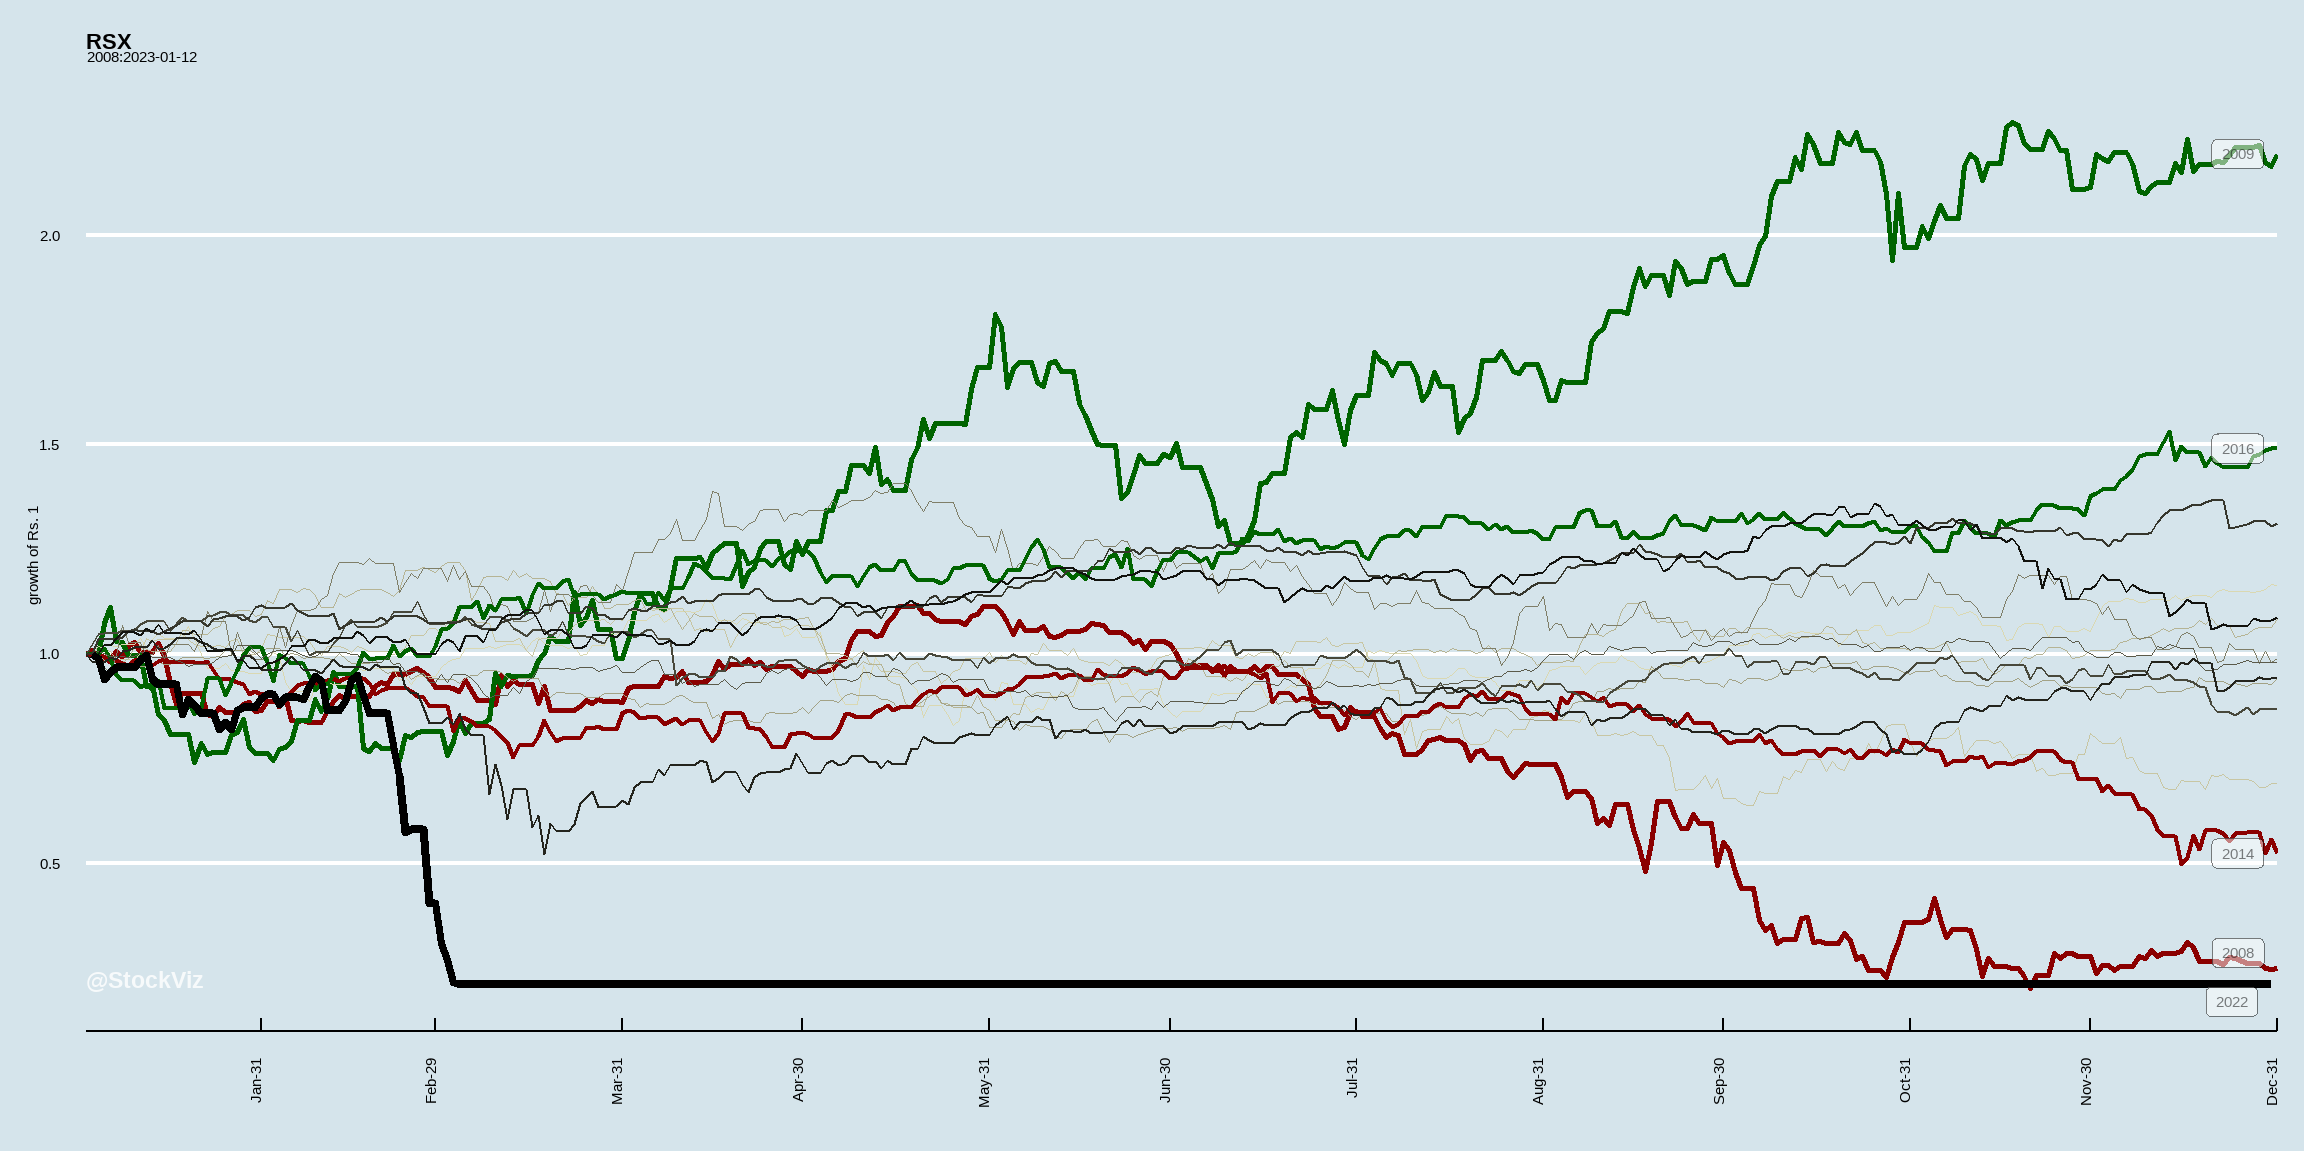 RSX
2008:2023-01-12
2009
2.0
1.5
2016
growth of Rs. 1
1.0
0.5
2014
2008
@StockViz
2022
Jan-31
Feb-29
Mar-31
Apr-30
May-31
Jun-30
Jul-31
Aug-31
Sep-30
Oct-31
Nov-30
Dec-31